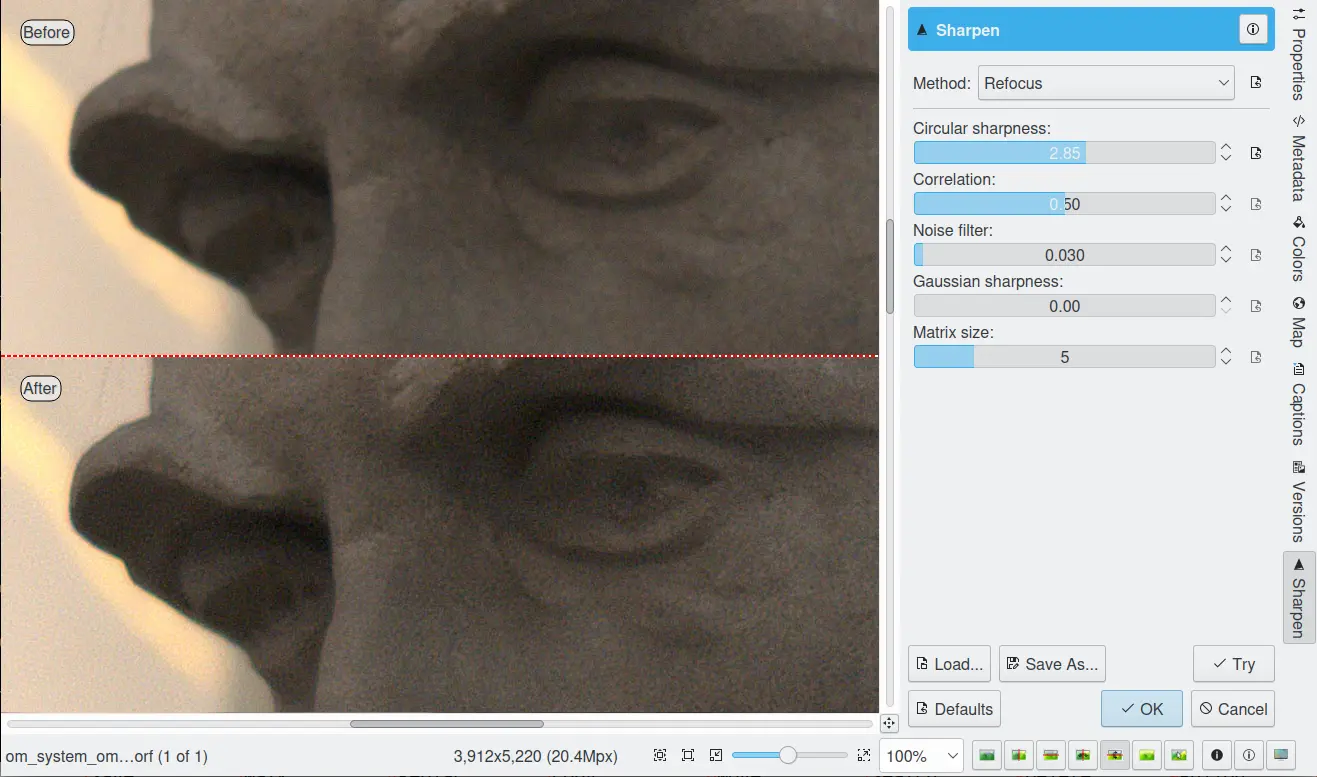 Before
After
Sharpen
Method:
Refocus
Circular sharpness:
2.85
Correlation:
0.50
Noise filter:
0.030
Gaussian sharpness:
0.00
Matrix size:
5
Load...
Save As...
Try
Defaults
OK
Cancel
Properties
Metadata
Colors
Map
Captions
Versions
Sharpen
om_system_om...orf (1 of 1)
3,912x5,220 (20.4Mpx)
100%